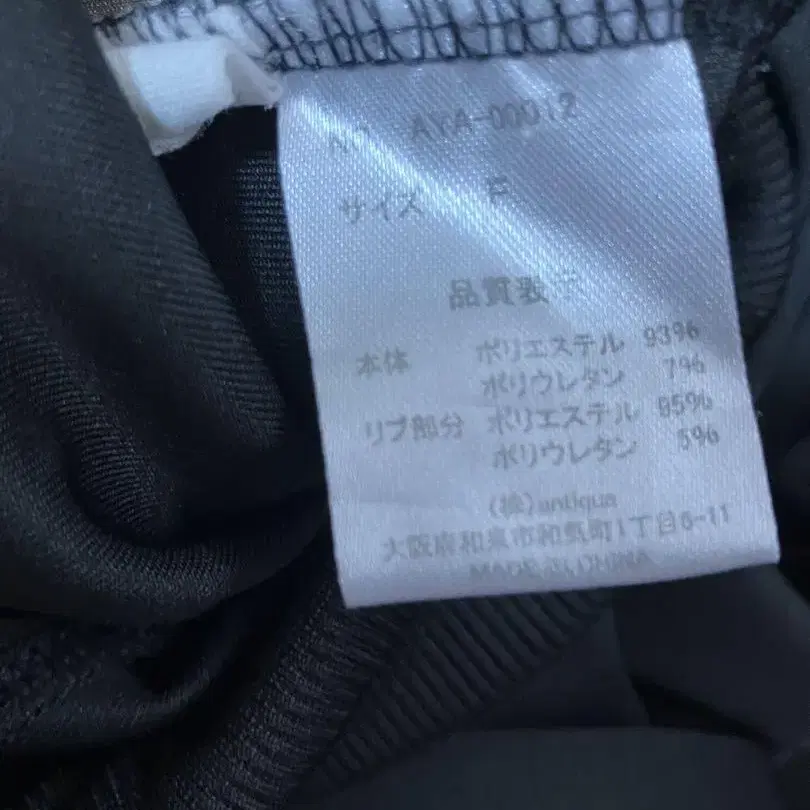 No. AYA-00012
サイズ F
品質表示
本体 ポリエステル 93%
ポリウレタン 7%
リブ部分 ポリエステル 95%
ポリウレタン 5%
(株)antiqua
大阪府和泉市和気町1丁目6-11
MADE IN CHINA